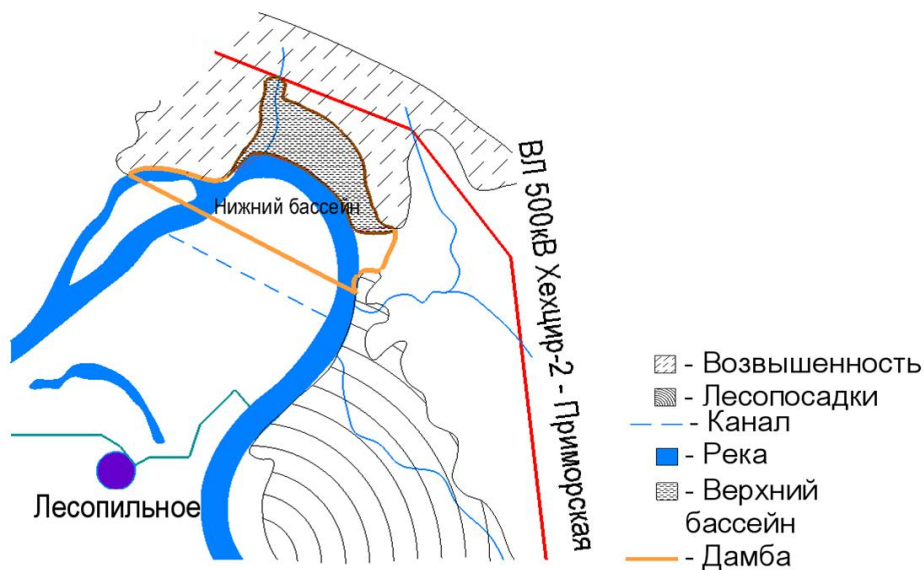 Нижний бассейн
ВЛ 500кВ Хехцир-2 - Приморская
Лесопильное
- Возвышенность
- Лесопосадки
- Канал
- Река
- Верхний
бассейн
- Дамба